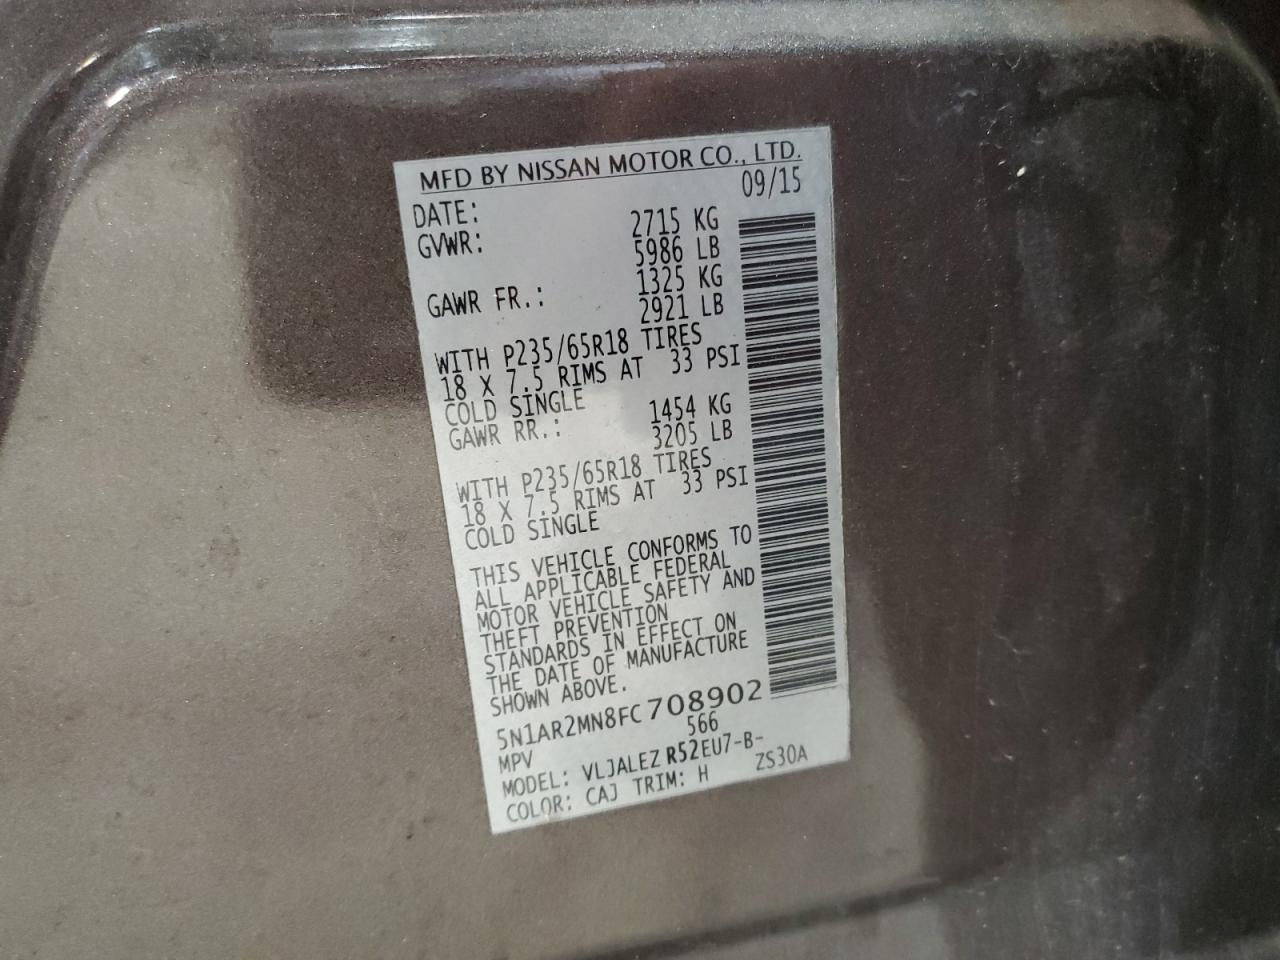 MFD BY NISSAN MOTOR CO., LTD.
DATE: 09/15
GVWR: 2715 KG
5986 LB
GAWR FR.: 1325 KG
2921 LB
WITH P235/65R18 TIRES
18 X 7.5 RIMS AT 33 PSI
COLD SINGLE
GAWR RR.: 1454 KG
3205 LB
WITH P235/65R18 TIRES
18 X 7.5 RIMS AT 33 PSI
COLD SINGLE
THIS VEHICLE CONFORMS TO
ALL APPLICABLE FEDERAL
MOTOR VEHICLE SAFETY AND
THEFT PREVENTION
STANDARDS IN EFFECT ON
THE DATE OF MANUFACTURE
SHOWN ABOVE.
5N1AR2MN8FC708902
MPV 566
MODEL: VLJALEZ R52EU7-B-
COLOR: CAJ TRIM: H ZS30A